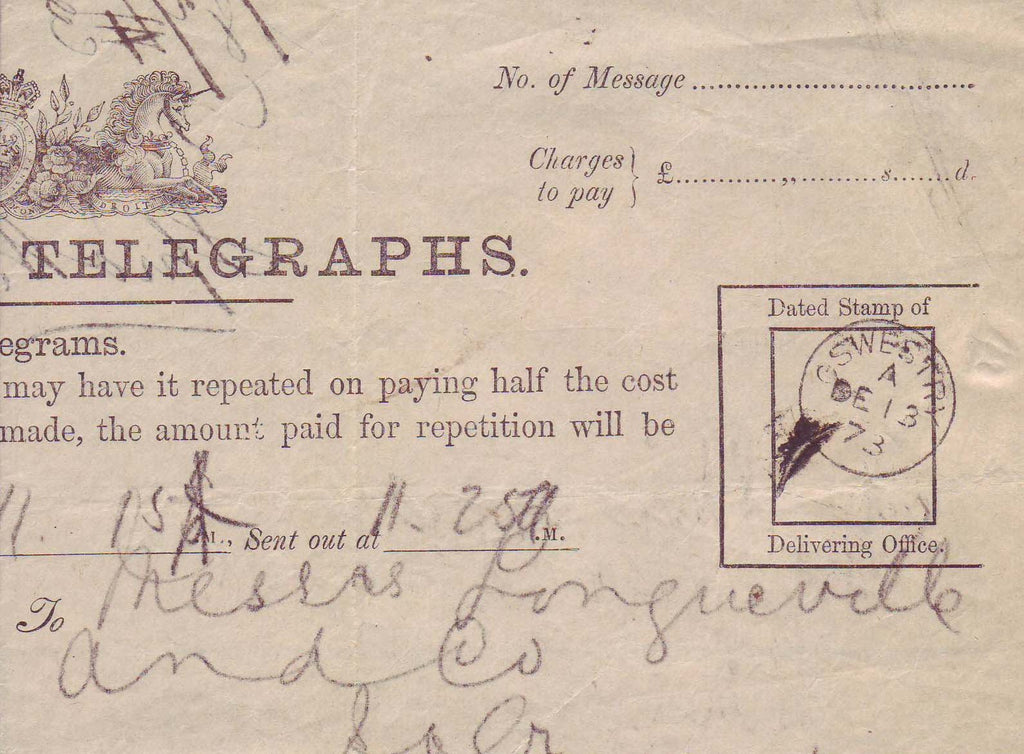 No. of Message
Charges to pay } £ ,, s. d.
DROIT
TELEGRAPHS.
Dated Stamp of
OSWESTRY
A
DE 13
73
egrams.
may have it repeated on paying half the cost
made, the amount paid for repetition will be
11. 15 A M., Sent out at 11. 25 A .M.
Delivering Office.
To Messrs Longueville
and Co